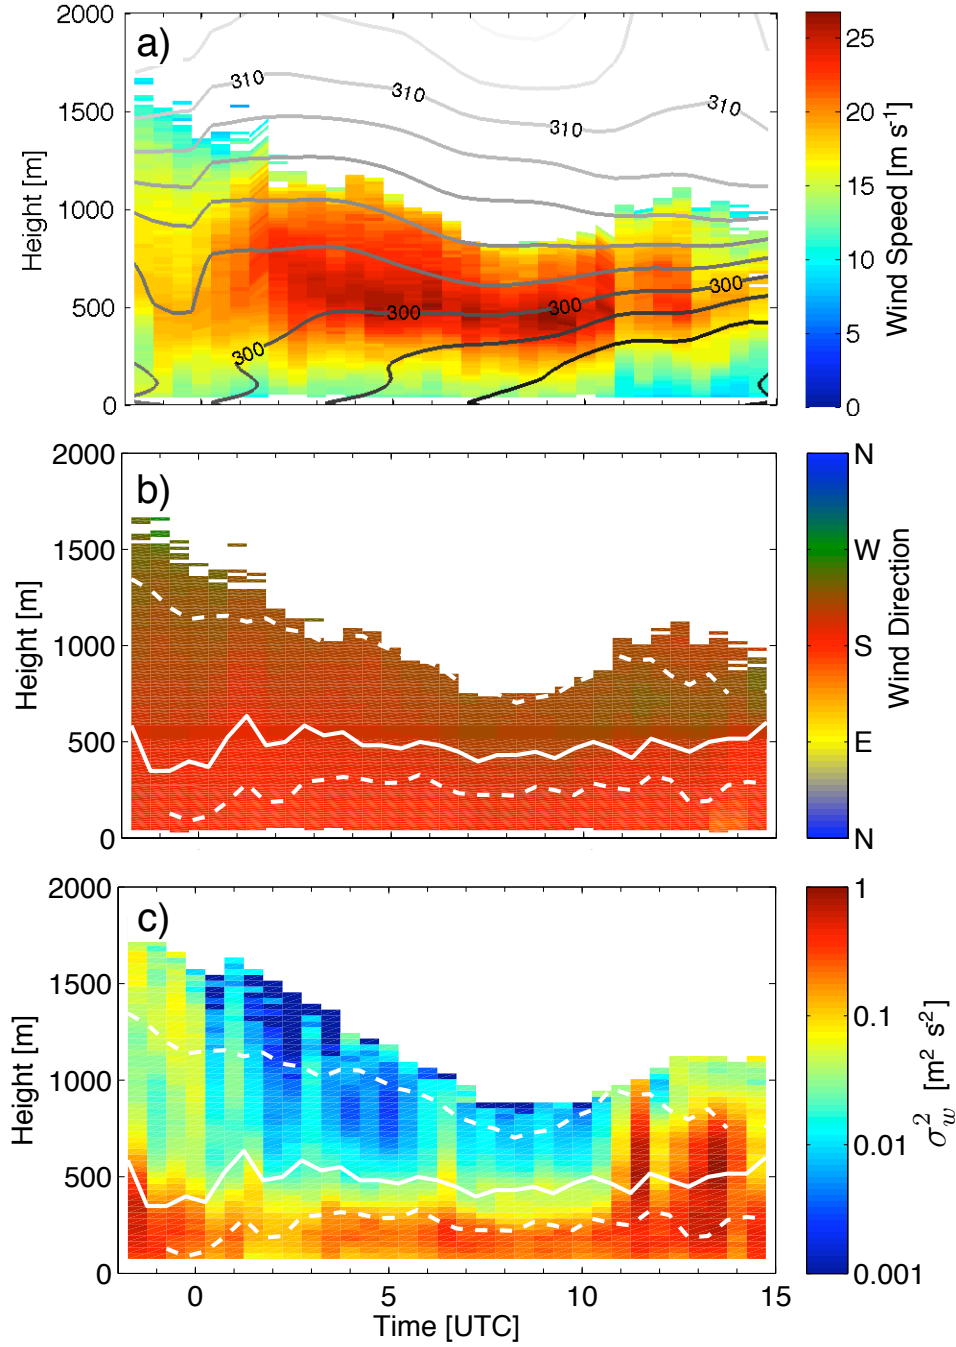 a)
2000
1500
1000
500
0
Height [m]
310
310
310
310
300
300
300
300
25
20
15
10
5
0
Wind Speed [m s-1]
b)
2000
1500
1000
500
0
Height [m]
N
W
S
E
N
Wind Direction
c)
2000
1500
1000
500
0
Height [m]
0
5
10
15
Time [UTC]
1
0.1
0.01
0.001
σ²w [m² s-²]